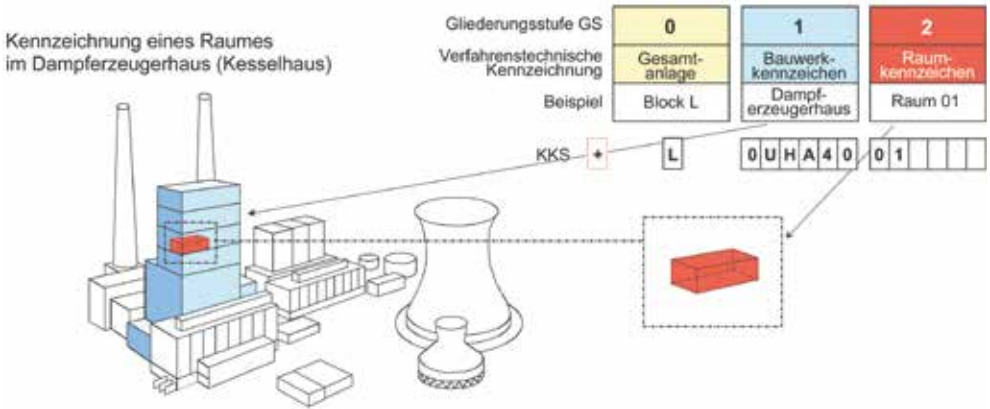 Kennzeichnung eines Raumes
im Dampferzeugerhaus (Kesselhaus)
Gliederungsstufe GS
0
1
2
Verfahrenstechnische
Kennzeichnung
Gesamt-
anlage
Bauwerk-
kennzeichen
Raum-
kennzeichen
Beispiel
Block L
Dampf-
erzeugerhaus
Raum 01
KKS + L 0 U H A 4 0 0 1